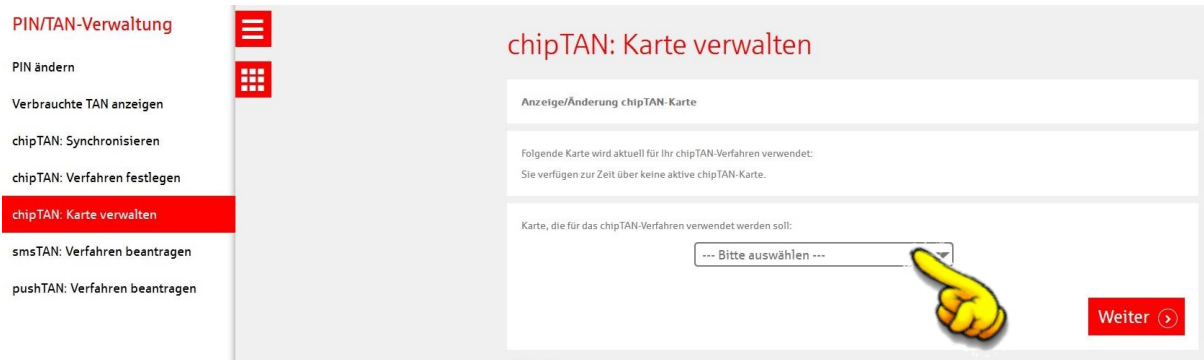 PIN/TAN-Verwaltung
PIN ändern
Verbrauchte TAN anzeigen
chipTAN: Synchronisieren
chipTAN: Verfahren festlegen
chipTAN: Karte verwalten
smsTAN: Verfahren beantragen
pushTAN: Verfahren beantragen
chipTAN: Karte verwalten
Anzeige/Änderung chipTAN-Karte
Folgende Karte wird aktuell für Ihr chipTAN-Verfahren verwendet:
Sie verfügen zur Zeit über keine aktive chipTAN-Karte.
Karte, die für das chipTAN-Verfahren verwendet werden soll:
--- Bitte auswählen ---
Weiter